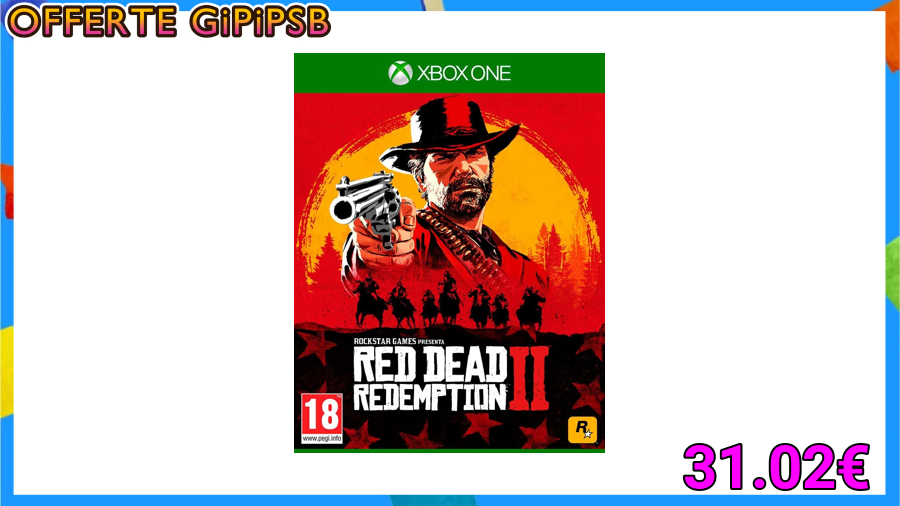 OFFERTE GiPiPSB
XBOX ONE
ROCKSTAR GAMES PRESENTA
RED DEAD
REDEMPTION II
18
www.pegi.info
R
31.02€